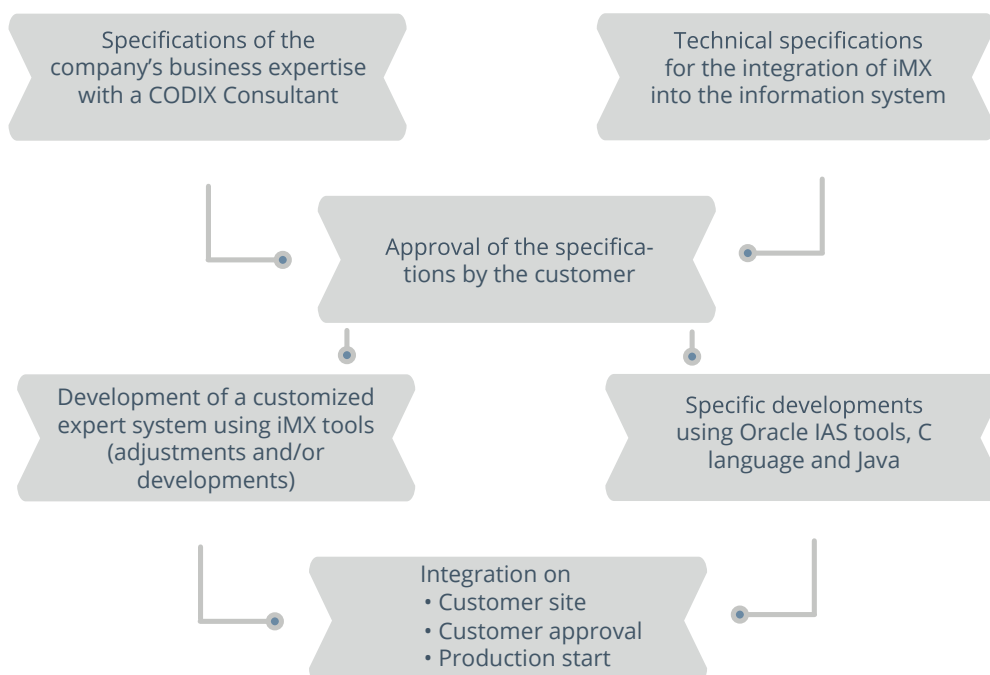 Specifications of the
company’s business expertise
with a CODIX Consultant
Technical specifications
for the integration of iMX
into the information system
Approval of the specifica-
tions by the customer
Development of a customized
expert system using iMX tools
(adjustments and/or
developments)
Specific developments
using Oracle IAS tools, C
language and Java
Integration on
• Customer site
• Customer approval
• Production start